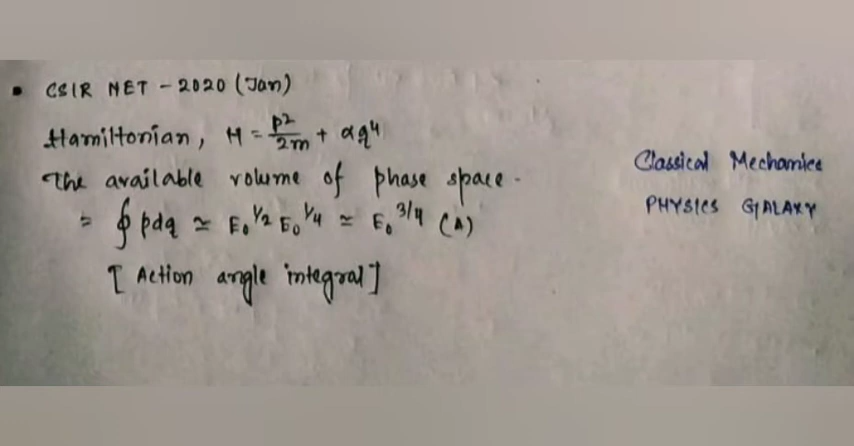 • CSIR NET - 2020 (Jan)
Hamiltonian, H = p²/2m + αq⁴
The available volume of phase space -
= ∮ pdq ≃ E₀^1/2 E₀^1/4 ≃ E₀^3/4 (A)
[Action angle integral]
Classical Mechanics
PHYSICS GALAXY